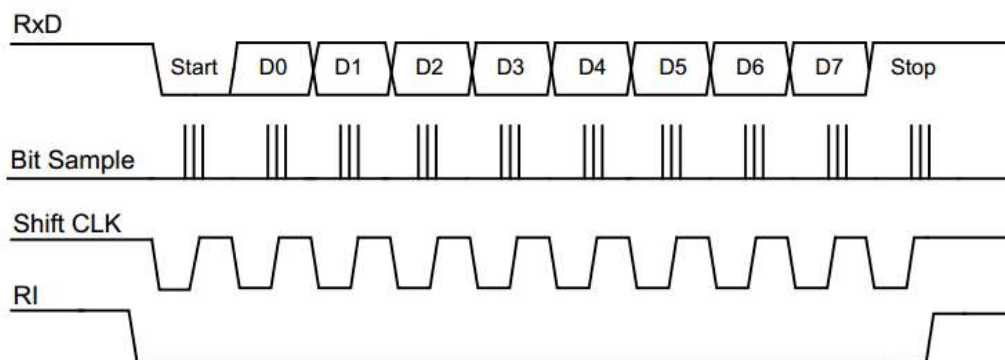 RxD
Start D0 D1 D2 D3 D4 D5 D6 D7 Stop
Bit Sample
Shift CLK
RI